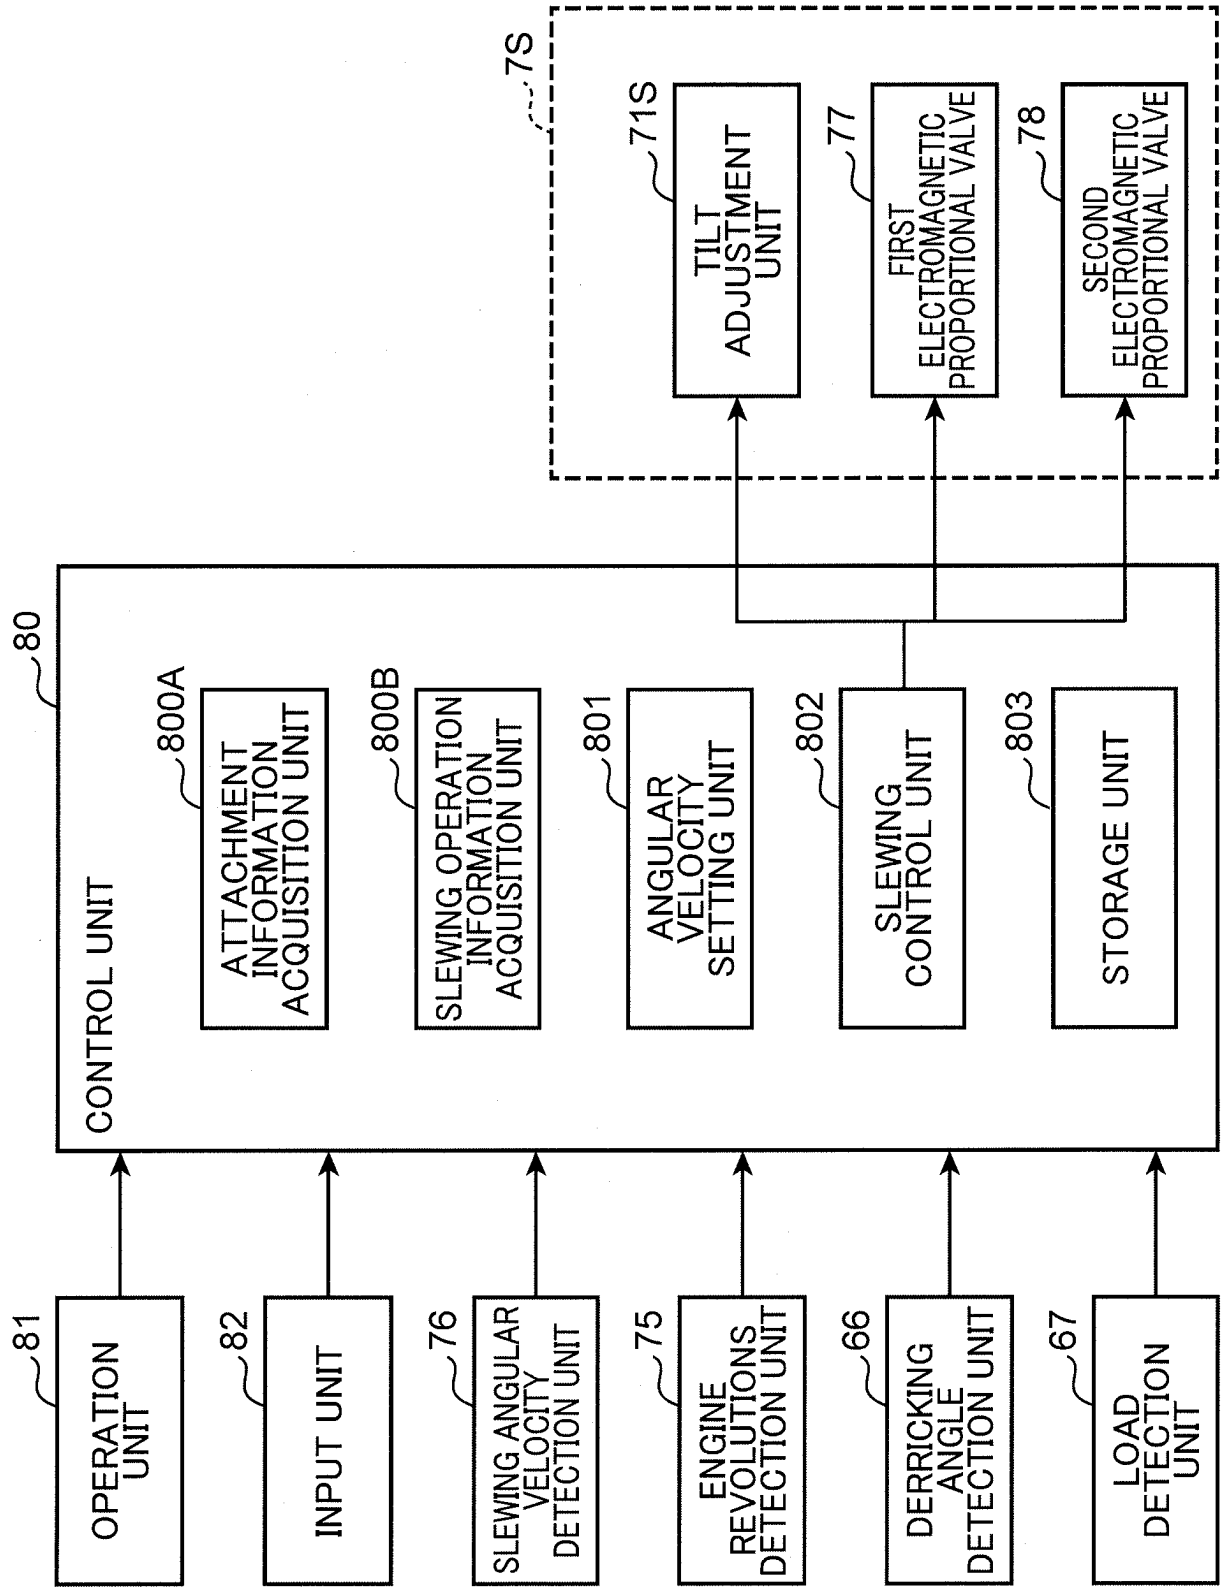 81
OPERATION
UNIT
82
INPUT UNIT
76
SLEWING ANGULAR
VELOCITY
DETECTION UNIT
75
ENGINE
REVOLUTIONS
DETECTION UNIT
66
DERRICKING
ANGLE
DETECTION UNIT
67
LOAD
DETECTION
UNIT
80
CONTROL UNIT
800A
ATTACHMENT
INFORMATION
ACQUISITION UNIT
800B
SLEWING OPERATION
INFORMATION
ACQUISITION UNIT
801
ANGULAR
VELOCITY
SETTING UNIT
802
SLEWING
CONTROL UNIT
803
STORAGE UNIT
7S
71S
TILT
ADJUSTMENT
UNIT
77
FIRST
ELECTROMAGNETIC
PROPORTIONAL VALVE
78
SECOND
ELECTROMAGNETIC
PROPORTIONAL VALVE